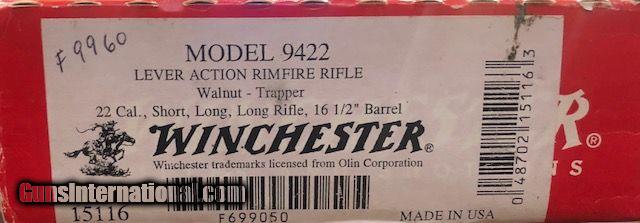 F9960
MODEL 9422
LEVER ACTION RIMFIRE RIFLE
Walnut - Trapper
22 Cal., Short, Long, Long Rifle, 16 1/2" Barrel
WINCHESTER®
Winchester trademarks licensed from Olin Corporation
15116
F699050
MADE IN USA
0 48702 15116 3
R®
NS
GunsInternational.com